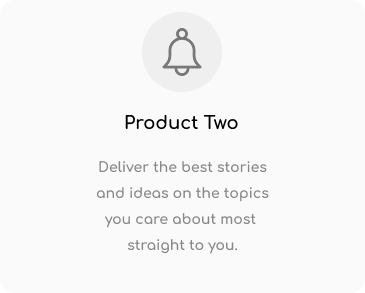 Product Two
Deliver the best stories
and ideas on the topics
you care about most
straight to you.